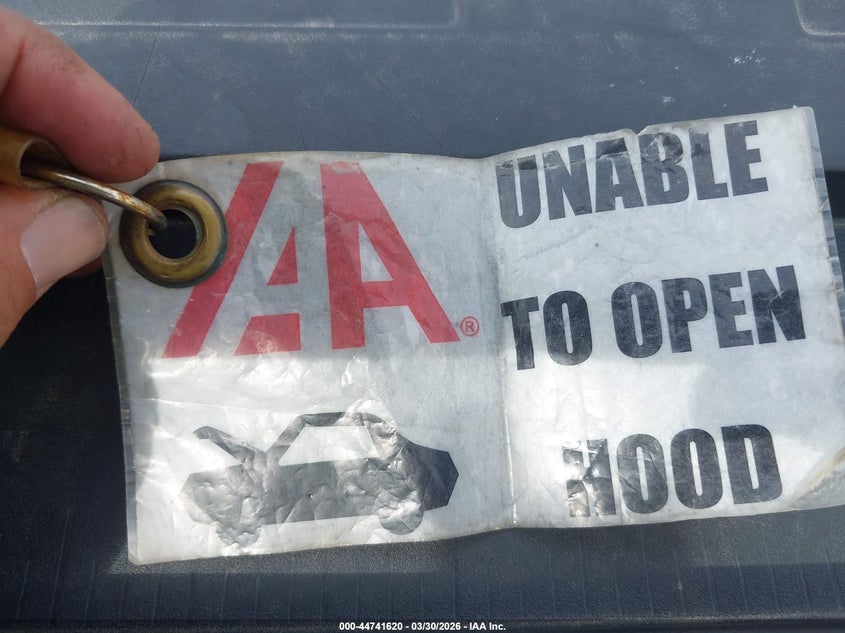 IAA®
UNABLE
TO OPEN
HOOD
000-44741620 - 03/30/2026 - IAA Inc.